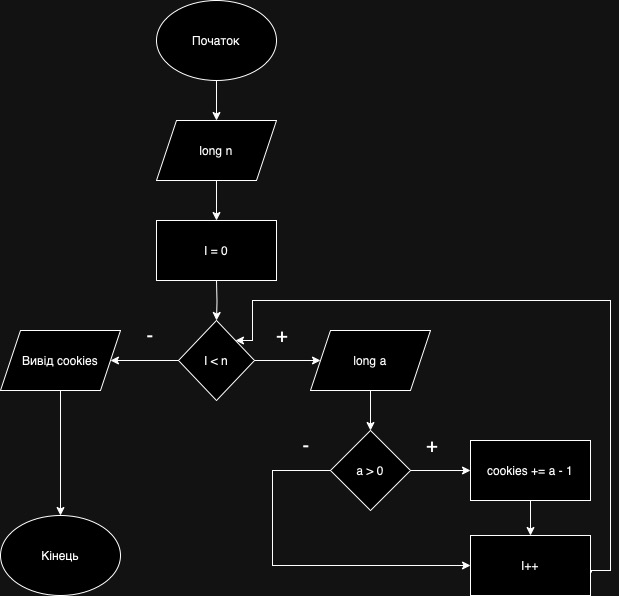 Початок
long n
I = 0
-
+
Вивід cookies
I < n
long a
-
+
a > 0
cookies += a - 1
Кінець
I++